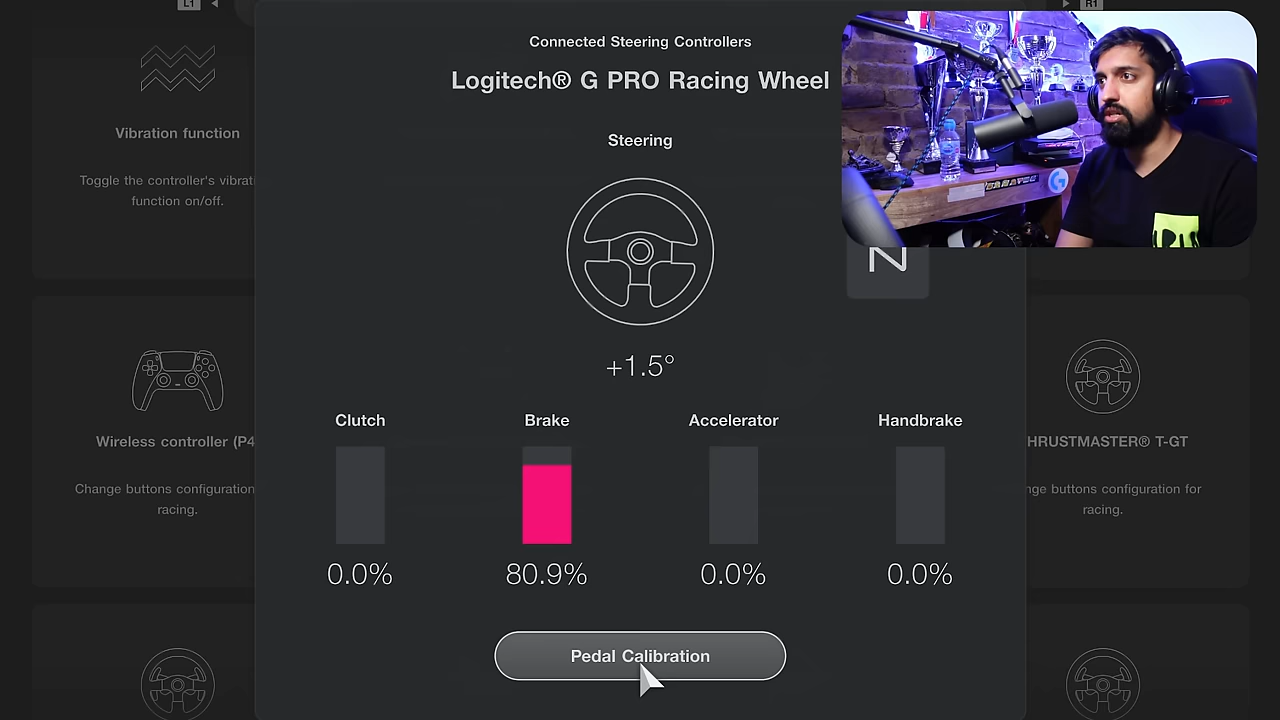 L1
R1
Connected Steering Controllers
Logitech® G PRO Racing Wheel
Vibration function
Toggle the controller's vibrat
function on/off.
Steering
N
+1.5°
Wireless controller (P4
Change buttons configuration
racing.
HRUSTMASTER® T-GT
nge buttons configuration for
racing.
Clutch
Brake
Accelerator
Handbrake
0.0%
80.9%
0.0%
0.0%
Pedal Calibration